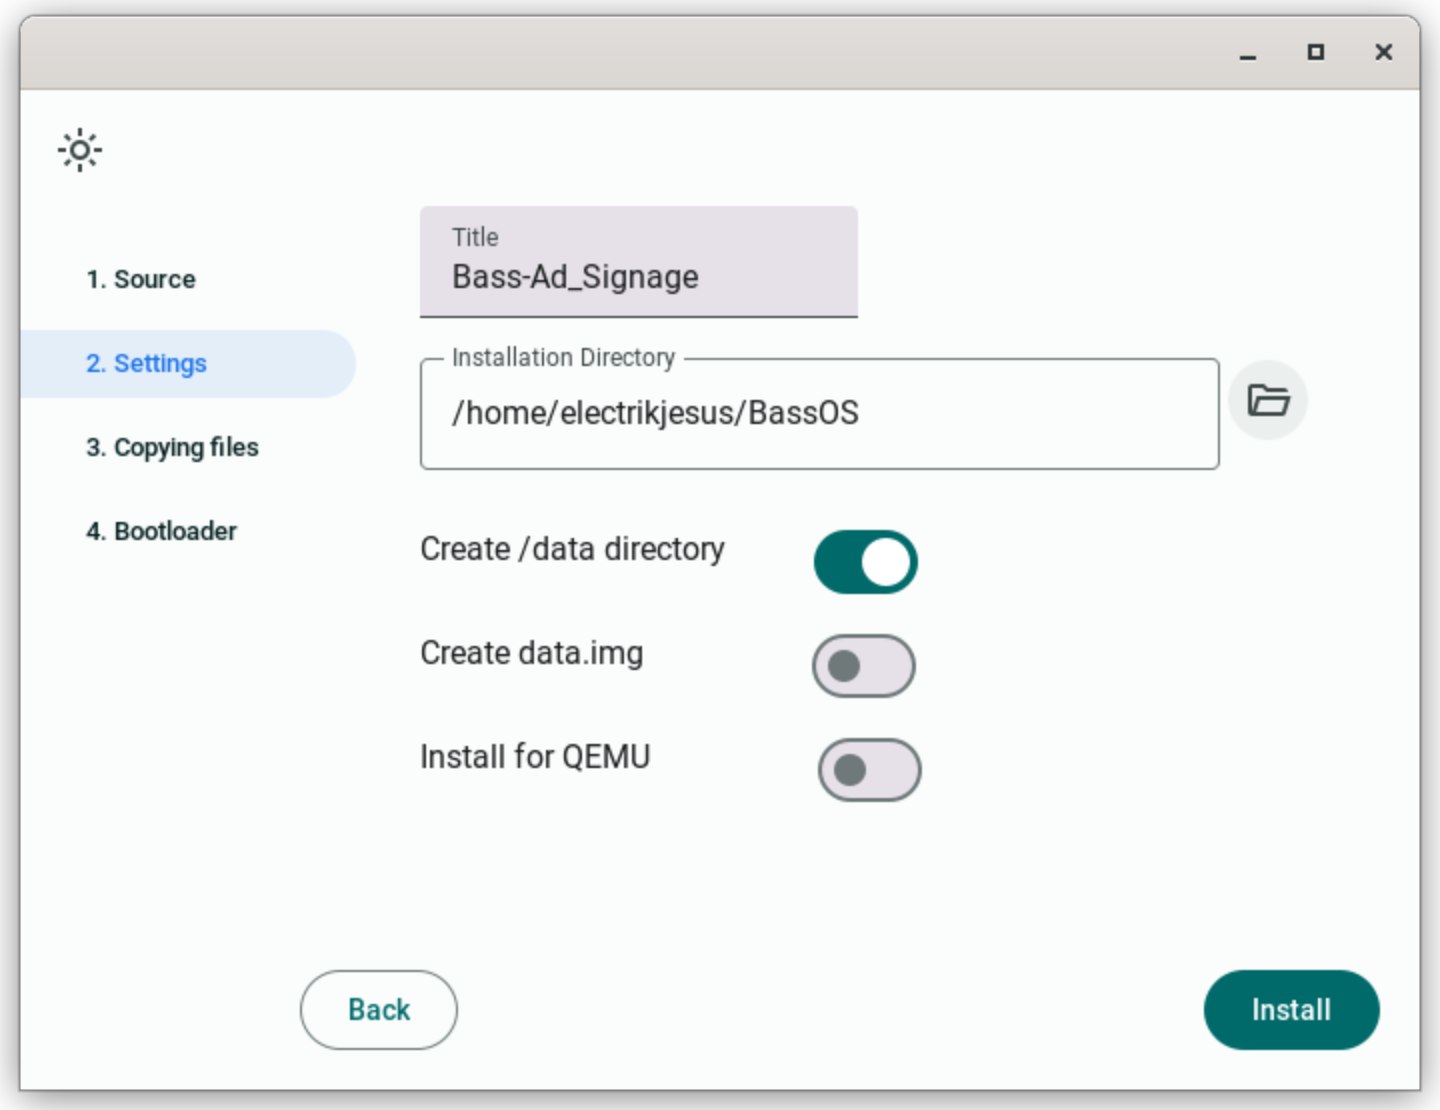 1. Source
2. Settings
3. Copying files
4. Bootloader
Title
Bass-Ad_Signage
Installation Directory
/home/electrikjesus/BassOS
Create /data directory
Create data.img
Install for QEMU
Back
Install